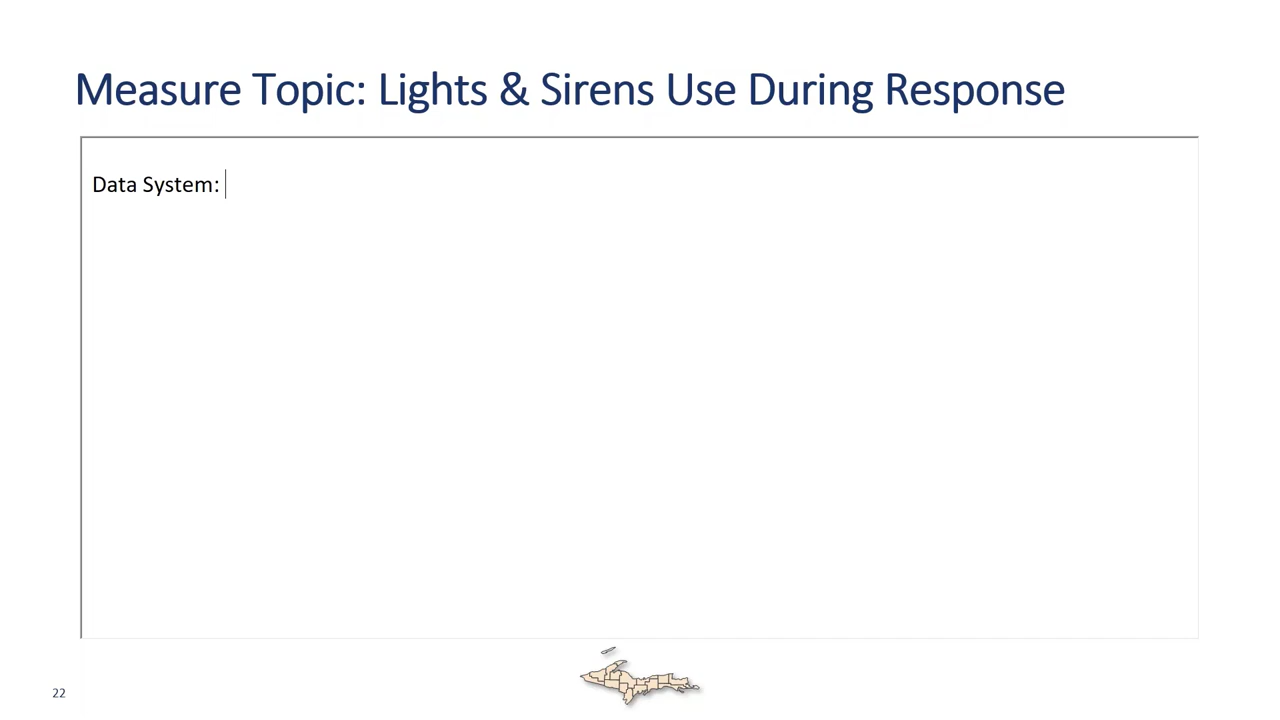 Measure Topic: Lights & Sirens Use During Response
Data System:
22